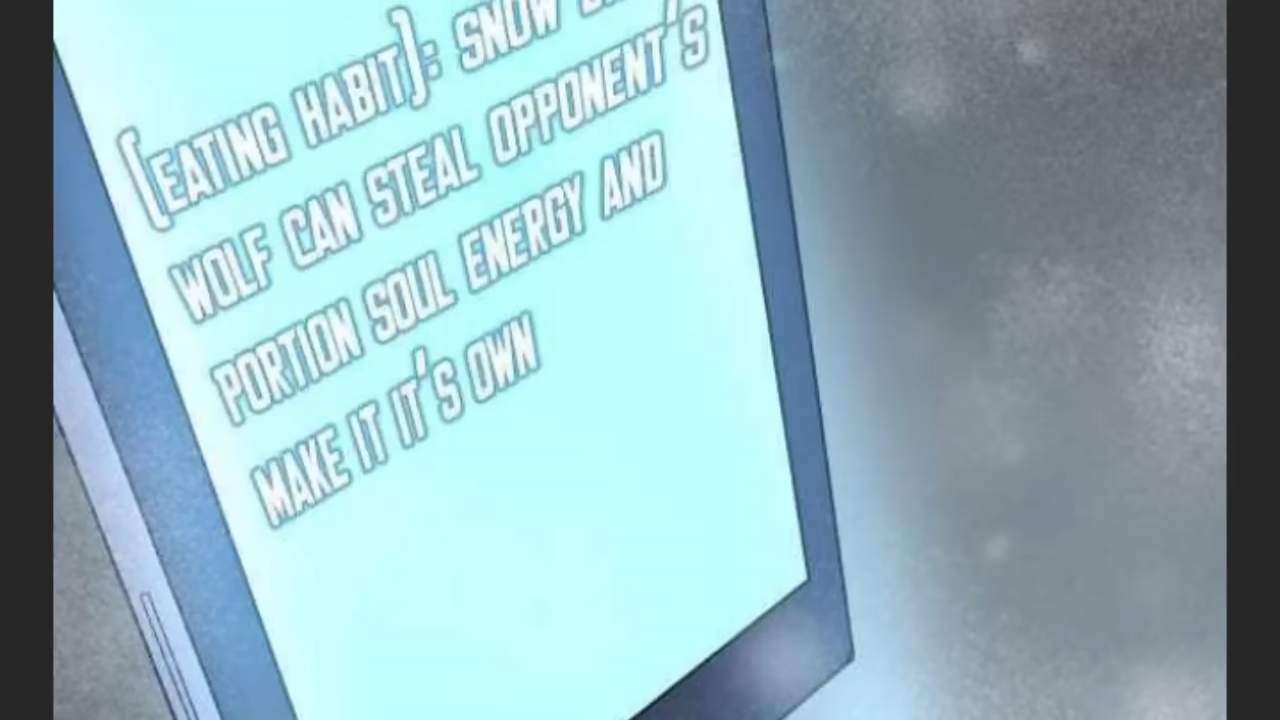 [EATING HABIT]: SNOW
WOLF CAN STEAL OPPONENT'S
PORTION SOUL ENERGY AND
MAKE IT IT'S OWN